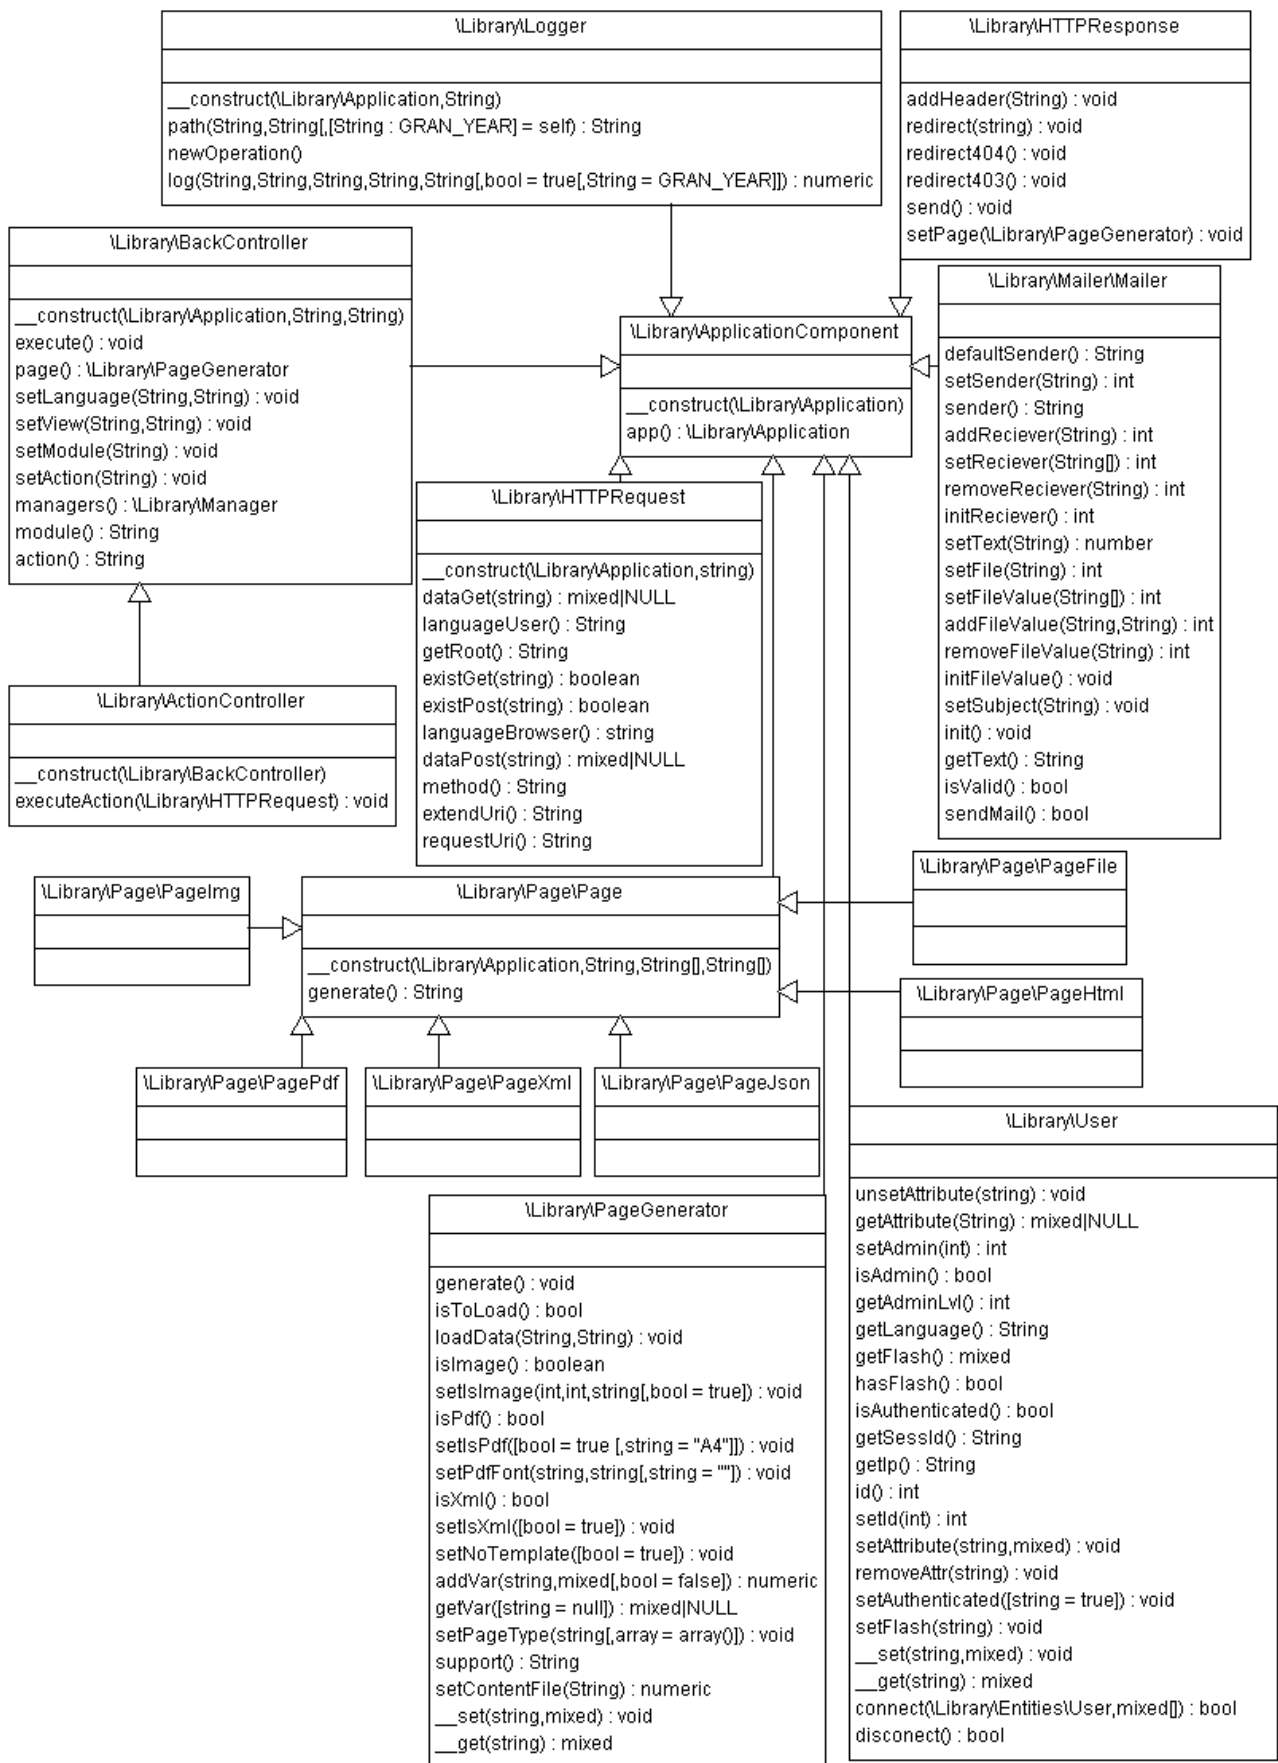 \Library\Logger
__construct(\Library\Application,String)
path(String,String[,[String : GRAN_YEAR] = self) : String
newOperation()
log(String,String,String,String,String[,bool = true[,String = GRAN_YEAR]]) : numeric
\Library\HTTPResponse
addHeader(String) : void
redirect(string) : void
redirect404() : void
redirect403() : void
send() : void
setPage(\Library\PageGenerator) : void
\Library\BackController
__construct(\Library\Application,String,String)
execute() : void
page() : \Library\PageGenerator
setLanguage(String,String) : void
setView(String,String) : void
setModule(String) : void
setAction(String) : void
managers() : \Library\Manager
module() : String
action() : String
\Library\ApplicationComponent
__construct(\Library\Application)
app() : \Library\Application
\Library\Mailer\Mailer
defaultSender() : String
setSender(String) : int
sender() : String
addReciever(String) : int
setReciever(String[]) : int
removeReciever(String) : int
initReciever() : int
setText(String) : number
setFile(String) : int
setFileValue(String[]) : int
addFileValue(String,String) : int
removeFileValue(String) : int
initFileValue() : void
setSubject(String) : void
init() : void
getText() : String
isValid() : bool
sendMail() : bool
\Library\HTTPRequest
__construct(\Library\Application,string)
dataGet(string) : mixed|NULL
languageUser() : String
getRoot() : String
existGet(string) : boolean
existPost(string) : boolean
languageBrowser() : string
dataPost(string) : mixed|NULL
method() : String
extendUri() : String
requestUri() : String
\Library\ActionController
__construct(\Library\BackController)
executeAction(\Library\HTTPRequest) : void
\Library\Page\PageImg
\Library\Page\Page
__construct(\Library\Application,String,String[],String[])
generate() : String
\Library\Page\PageFile
\Library\Page\PageHtml
\Library\Page\PagePdf
\Library\Page\PageXml
\Library\Page\PageJson
\Library\PageGenerator
generate() : void
isToLoad() : bool
loadData(String,String) : void
isImage() : boolean
setIsImage(int,int,string[,bool = true]) : void
isPdf() : bool
setIsPdf([bool = true [,string = "A4"]]) : void
setPdfFont(string,string[,string = ""]) : void
isXml() : bool
setIsXml([bool = true]) : void
setNoTemplate([bool = true]) : void
addVar(string,mixed[,bool = false]) : numeric
getVar([string = null]) : mixed|NULL
setPageType(string[,array = array()]) : void
support() : String
setContentFile(String) : numeric
__set(string,mixed) : void
__get(string) : mixed
\Library\User
unsetAttribute(string) : void
getAttribute(String) : mixed|NULL
setAdmin(int) : int
isAdmin() : bool
getAdminLvl() : int
getLanguage() : String
getFlash() : mixed
hasFlash() : bool
isAuthenticated() : bool
getSessId() : String
getIp() : String
id() : int
setId(int) : int
setAttribute(string,mixed) : void
removeAttr(string) : void
setAuthenticated([string = true]) : void
setFlash(string) : void
__set(string,mixed) : void
__get(string) : mixed
connect(\Library\Entities\User,mixed[]) : bool
disconect() : bool